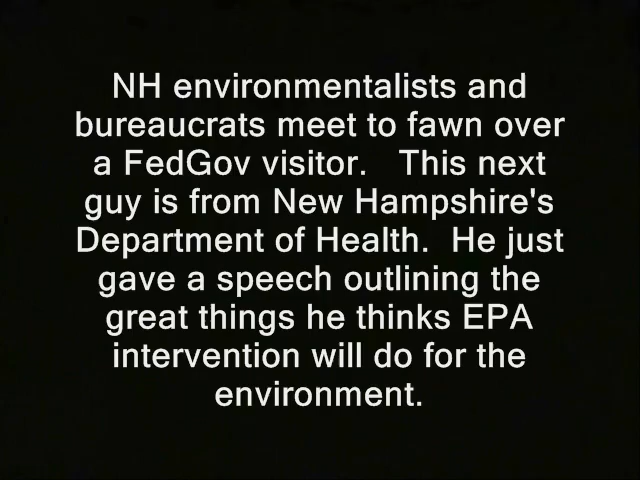 NH environmentalists and
bureaucrats meet to fawn over
a FedGov visitor.   This next
guy is from New Hampshire's
Department of Health.  He just
gave a speech outlining the
great things he thinks EPA
intervention will do for the
environment.